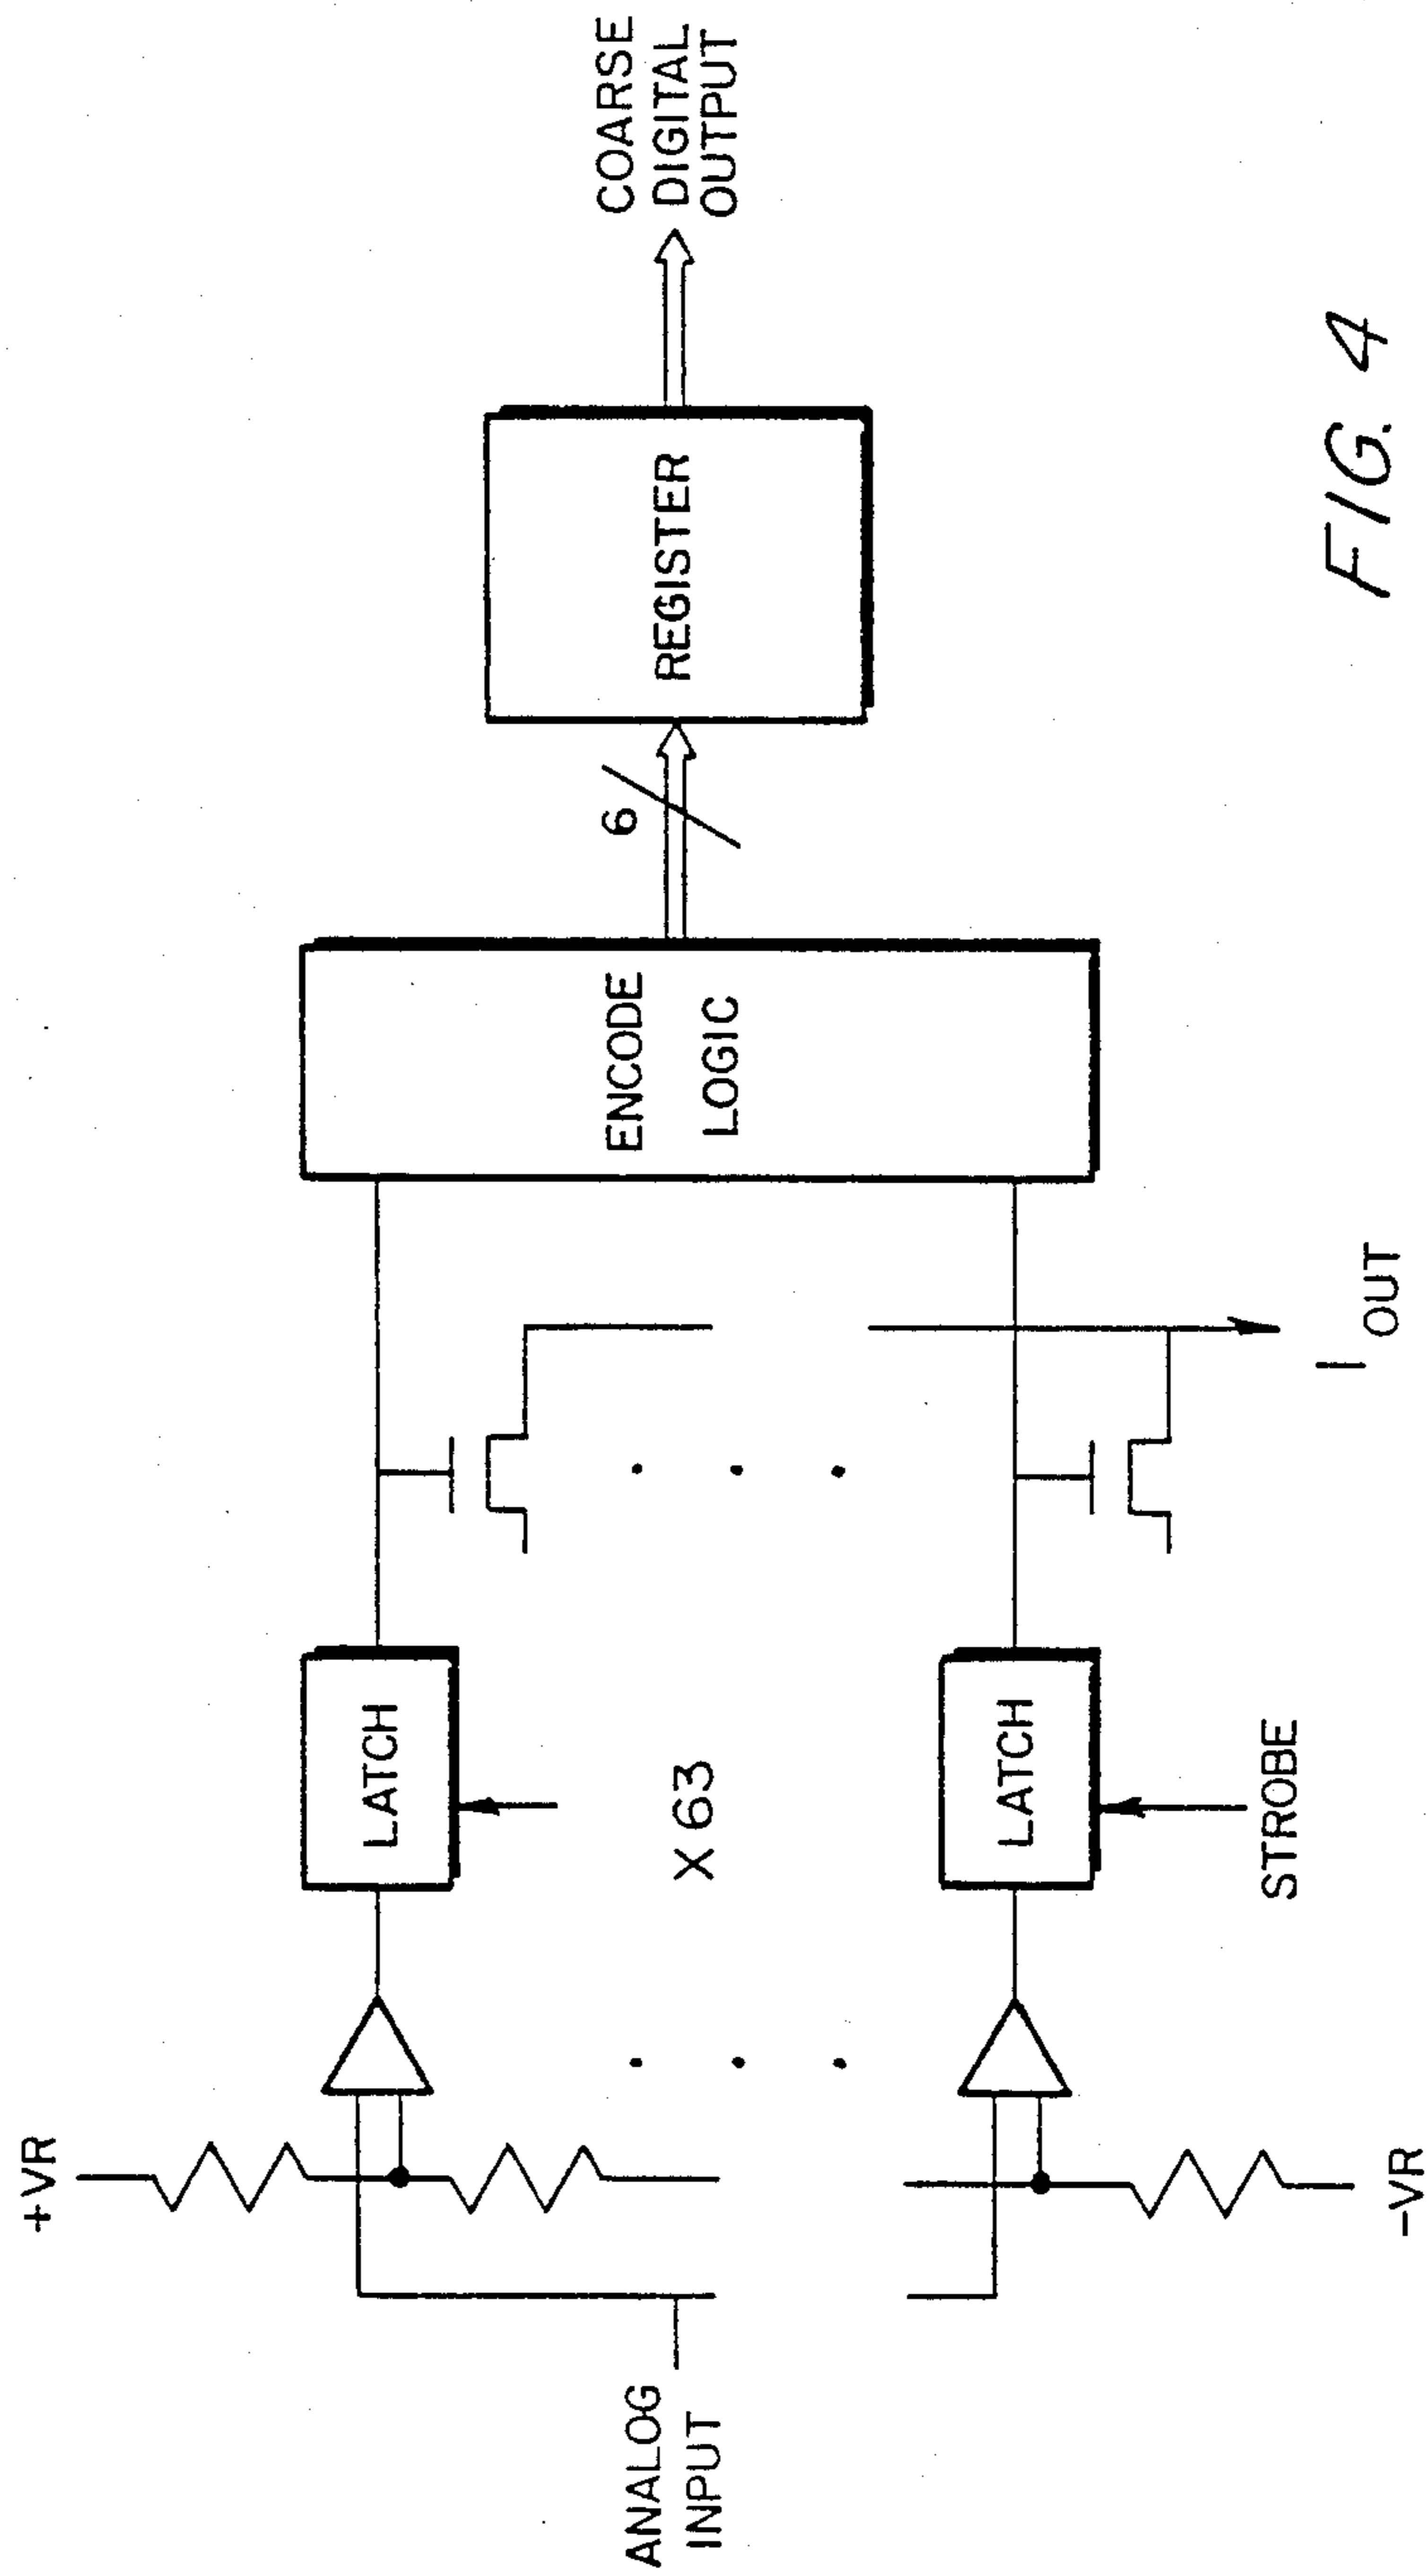 +VR
ANALOG
INPUT
-VR
LATCH
X 63
LATCH
STROBE
I OUT
ENCODE
LOGIC
6
REGISTER
COARSE
DIGITAL
OUTPUT
FIG. 4